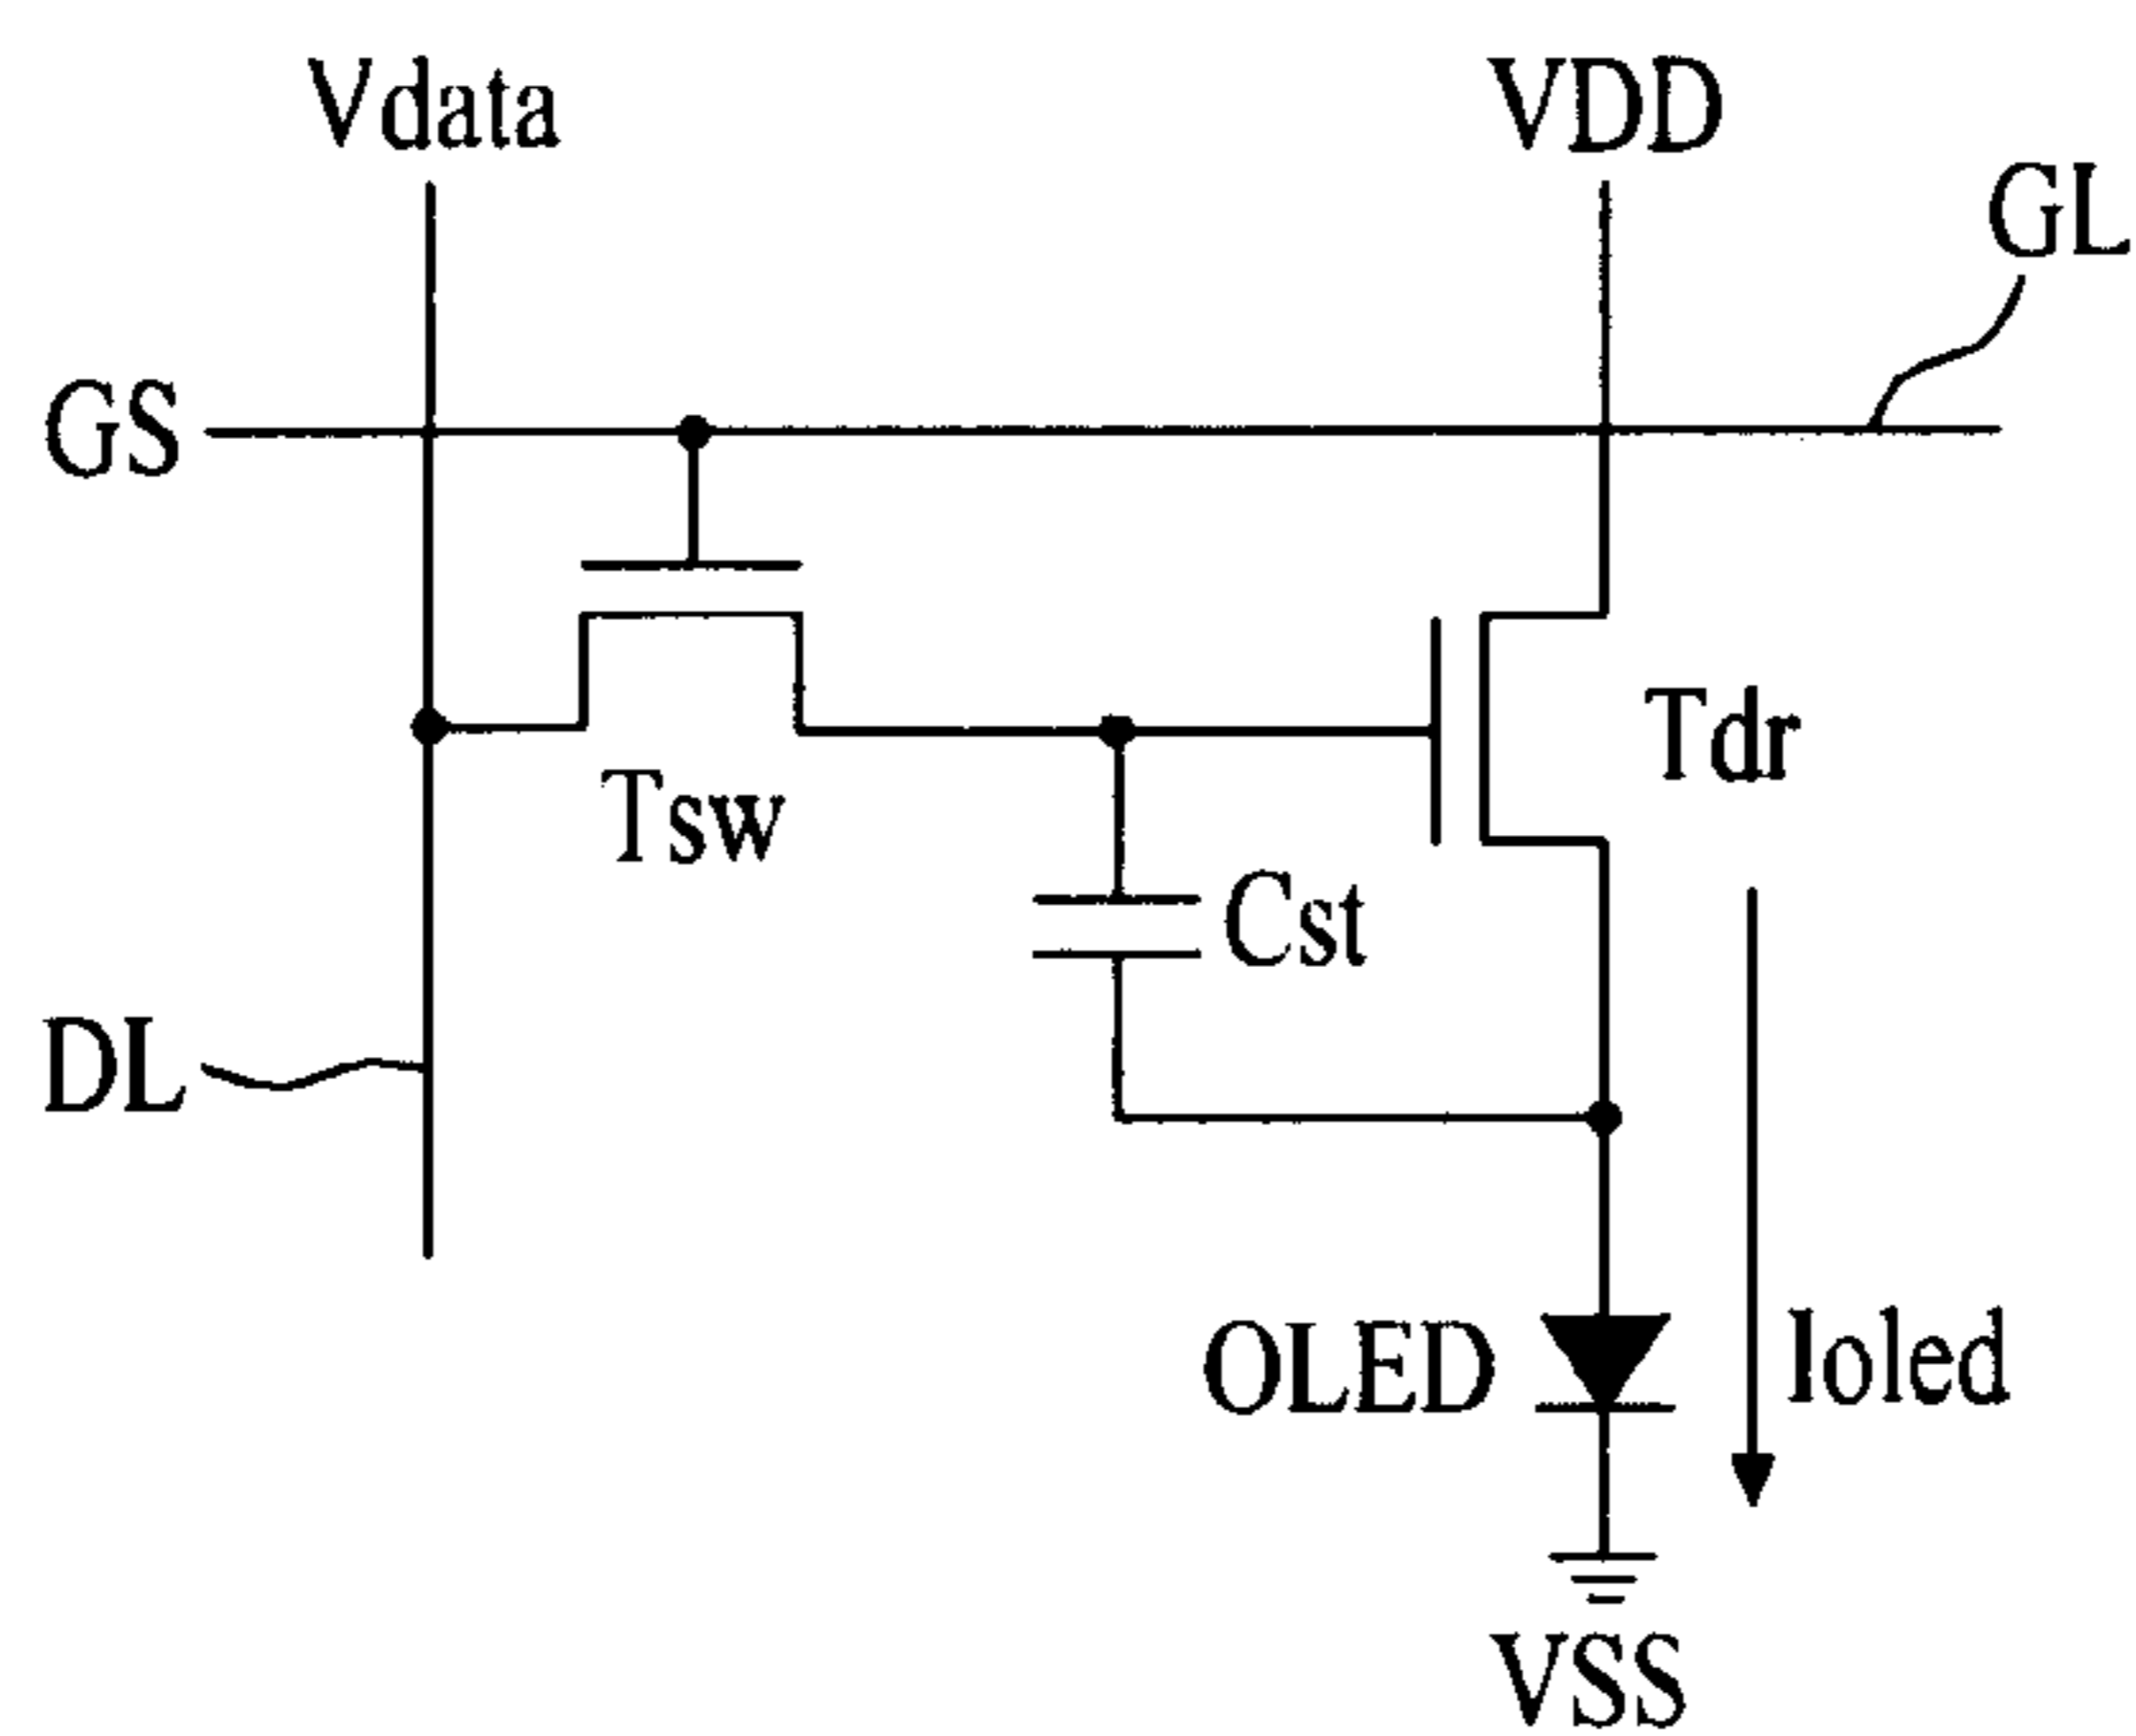 Vdata
VDD
GL
GS
Tdr
Tsw
Cst
DL
OLED
Ioled
VSS